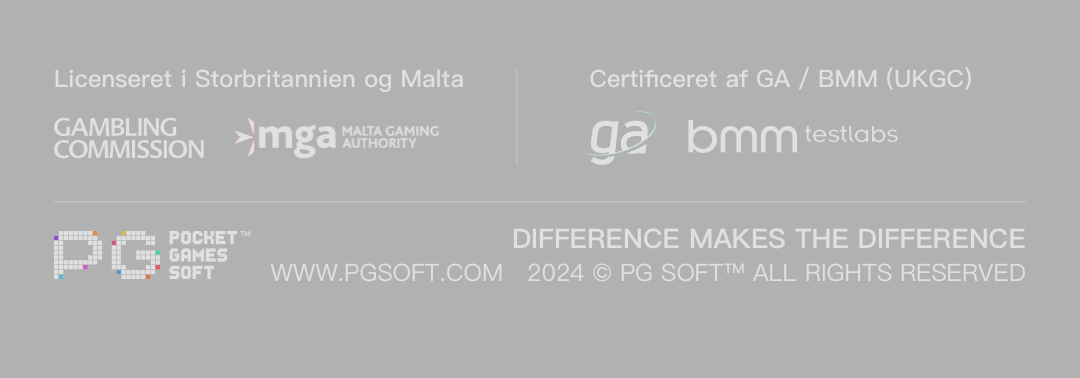 Licenseret i Storbritannien og Malta
GAMBLING
COMMISSION
mga MALTA GAMING
AUTHORITY
Certificeret af GA / BMM (UKGC)
ga
bmm testlabs
PG POCKET™
GAMES
SOFT
WWW.PGSOFT.COM
DIFFERENCE MAKES THE DIFFERENCE
2024 © PG SOFT™ ALL RIGHTS RESERVED